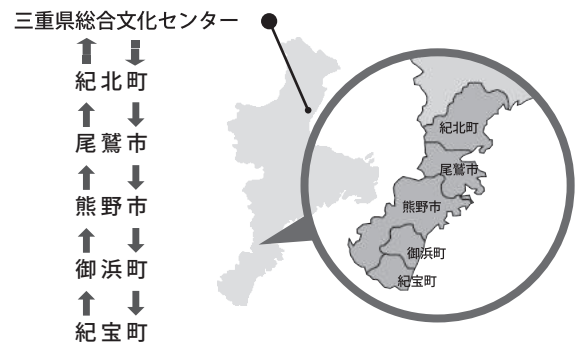 三重県総合文化センター
紀北町
尾鷲市
熊野市
御浜町
紀宝町
紀北町
尾鷲市
熊野市
御浜町
紀宝町